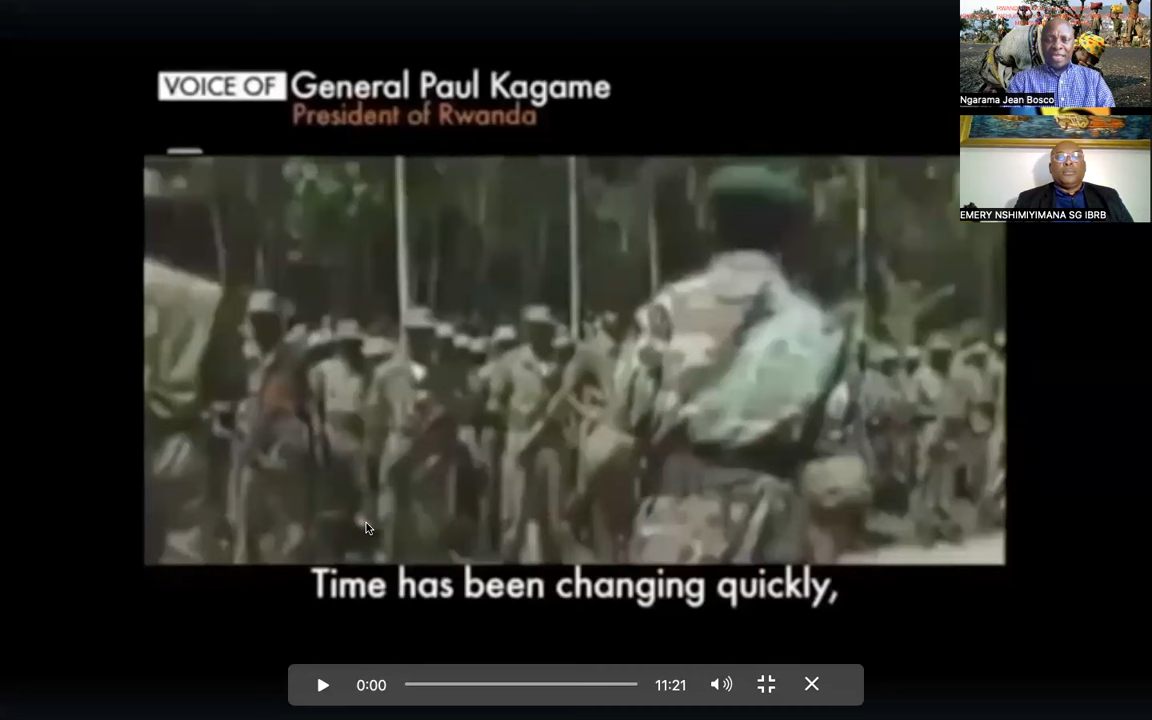 VOICE OF General Paul Kagame
President of Rwanda
Time has been changing quickly,
0:00
11:21
Ngarama Jean Bosco
EMERY NSHIMIYIMANA SG IBRB